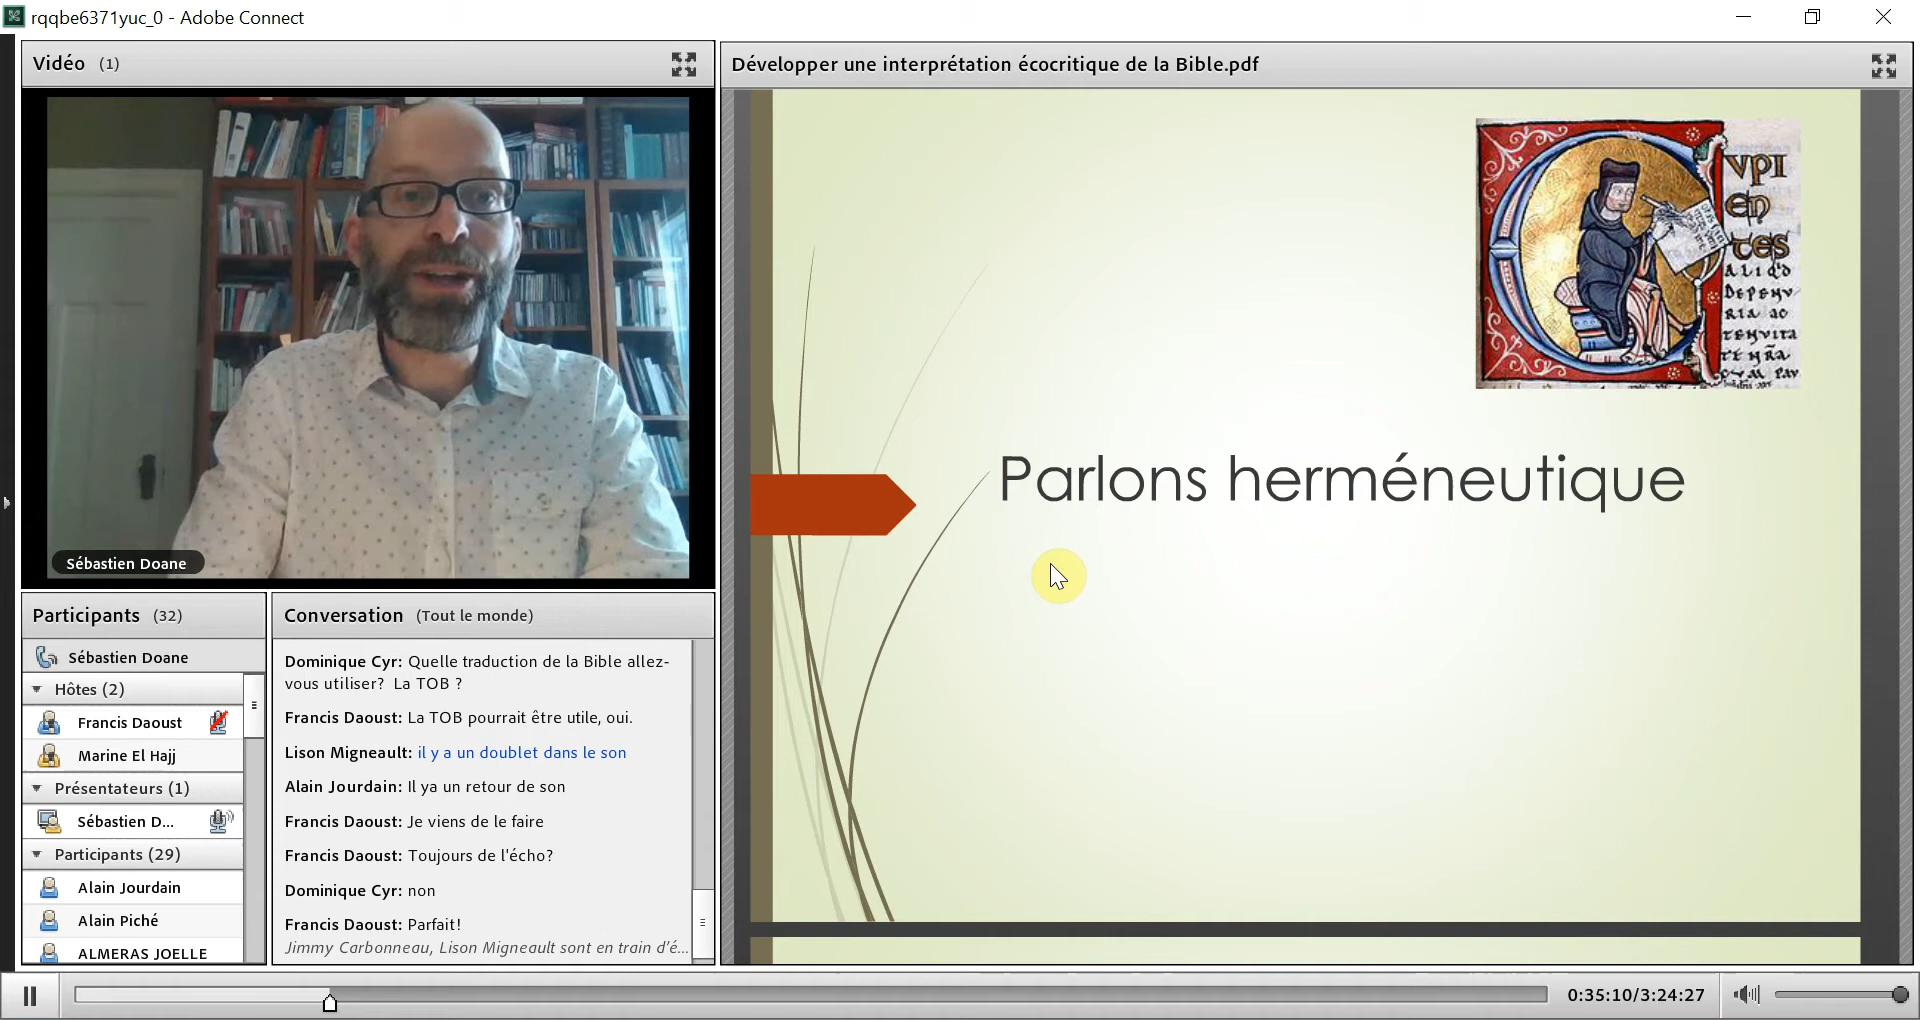 rqqbe6371yuc_0 - Adobe Connect
Vidéo (1)
Sébastien Doane
Participants (32)
Sébastien Doane
Hôtes (2)
Francis Daoust
Marine El Hajj
Présentateurs (1)
Sébastien D...
Participants (29)
Alain Jourdain
Alain Piché
ALMERAS JOELLE
Conversation (Tout le monde)
Dominique Cyr: Quelle traduction de la Bible allez-
vous utiliser? La TOB ?
Francis Daoust: La TOB pourrait être utile, oui.
Lison Migneault: il y a un doublet dans le son
Alain Jourdain: Il ya un retour de son
Francis Daoust: Je viens de le faire
Francis Daoust: Toujours de l'écho?
Dominique Cyr: non
Francis Daoust: Parfait!
Jimmy Carbonneau, Lison Migneault sont en train d'é...
Développer une interprétation écocritique de la Bible.pdf
Parlons herméneutique
0:35:10/3:24:27